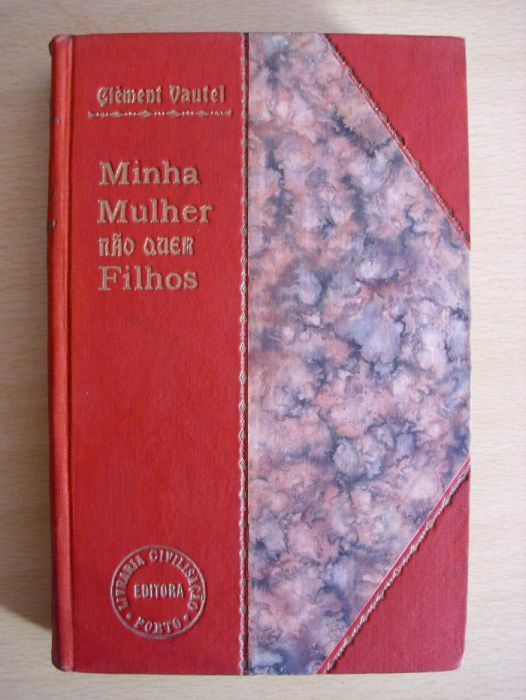 Clément Vautel
Minha
Mulher
não quer
Filhos
LIVRARIA CIVILISAÇÃO
EDITORA
PORTO